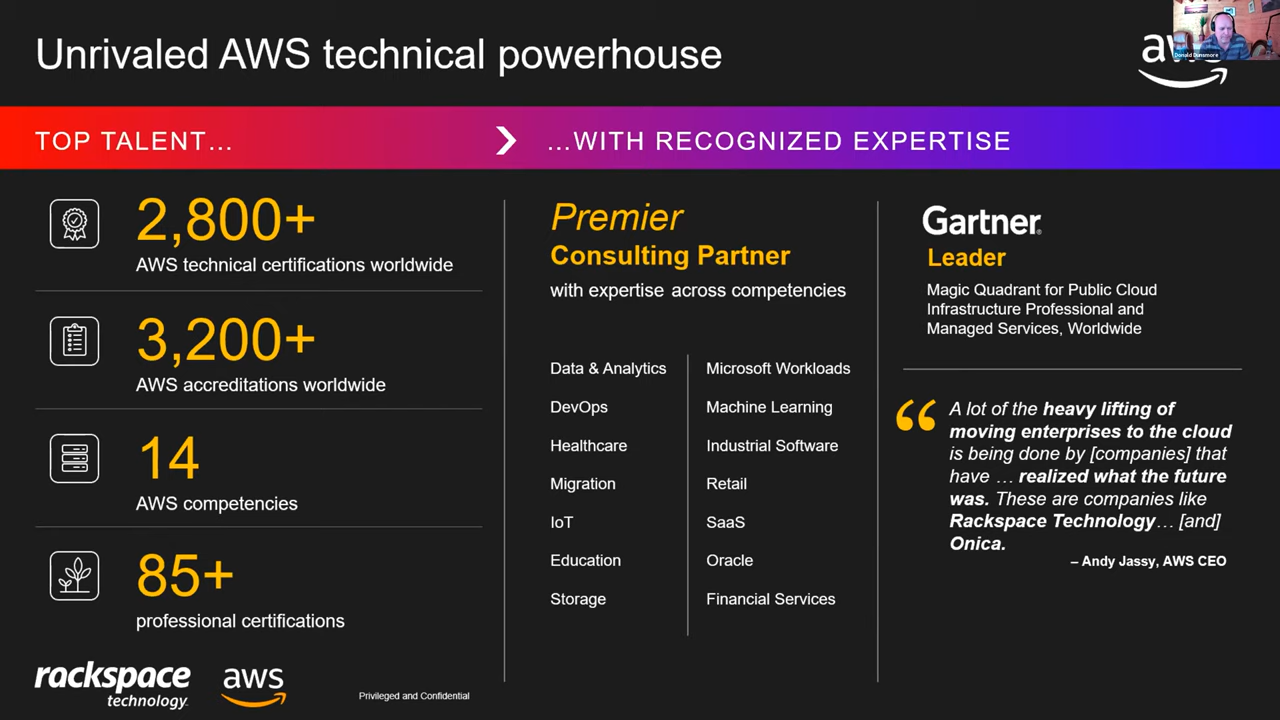 Unrivaled AWS technical powerhouse
aws
Donald Dunsmore
TOP TALENT…
…WITH RECOGNIZED EXPERTISE
2,800+
AWS technical certifications worldwide
3,200+
AWS accreditations worldwide
14
AWS competencies
85+
professional certifications
Premier
Consulting Partner
with expertise across competencies
Data & Analytics
DevOps
Healthcare
Migration
IoT
Education
Storage
Microsoft Workloads
Machine Learning
Industrial Software
Retail
SaaS
Oracle
Financial Services
Gartner®
Leader
Magic Quadrant for Public Cloud
Infrastructure Professional and
Managed Services, Worldwide
“ A lot of the heavy lifting of
moving enterprises to the cloud
is being done by [companies] that
have … realized what the future
was. These are companies like
Rackspace Technology… [and]
Onica.
– Andy Jassy, AWS CEO
rackspace
technology
aws
Privileged and Confidential